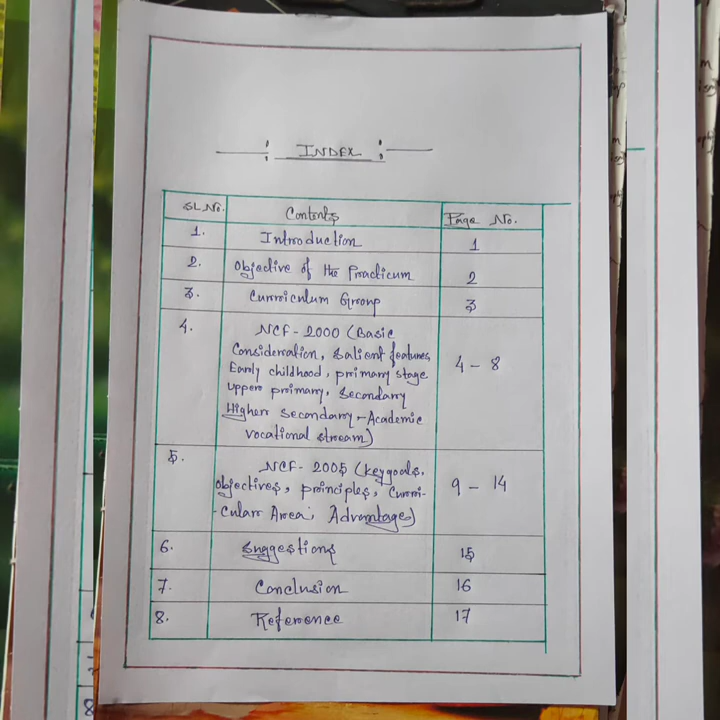 INDEX
SL No. Contents Page No.
1. Introduction 1
2. Objective of the Practicum 2
3. Curriculum Group 3
4. NCF-2000 (Basic
Consideration, Salient features,
Early childhood, primary stage
upper primary, Secondary
Higher Secondary-Academic
vocational stream) 4 - 8
5. NCF-2005 (Key goals,
objectives, principles, Curri-
-cular Area, Advantage) 9 - 14
6. Suggestions 15
7. Conclusion 16
8. Reference 17